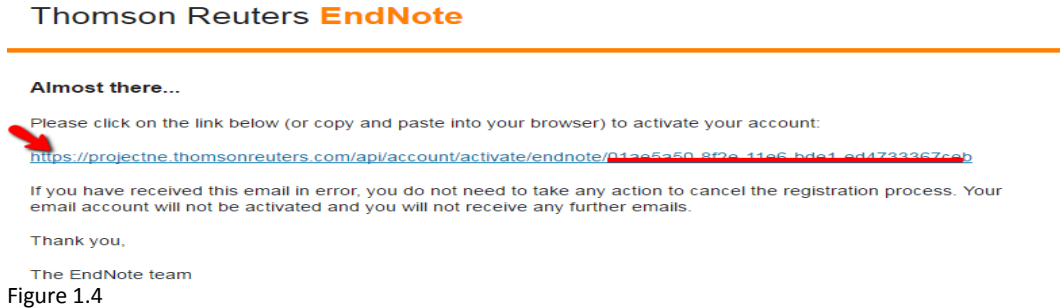 Thomson Reuters EndNote
Almost there...
Please click on the link below (or copy and paste into your browser) to activate your account:
https://projectne.thomsonreuters.com/api/account/activate/endnote/
If you have received this email in error, you do not need to take any action to cancel the registration process. Your
email account will not be activated and you will not receive any further emails.
Thank you,
The EndNote team
Figure 1.4